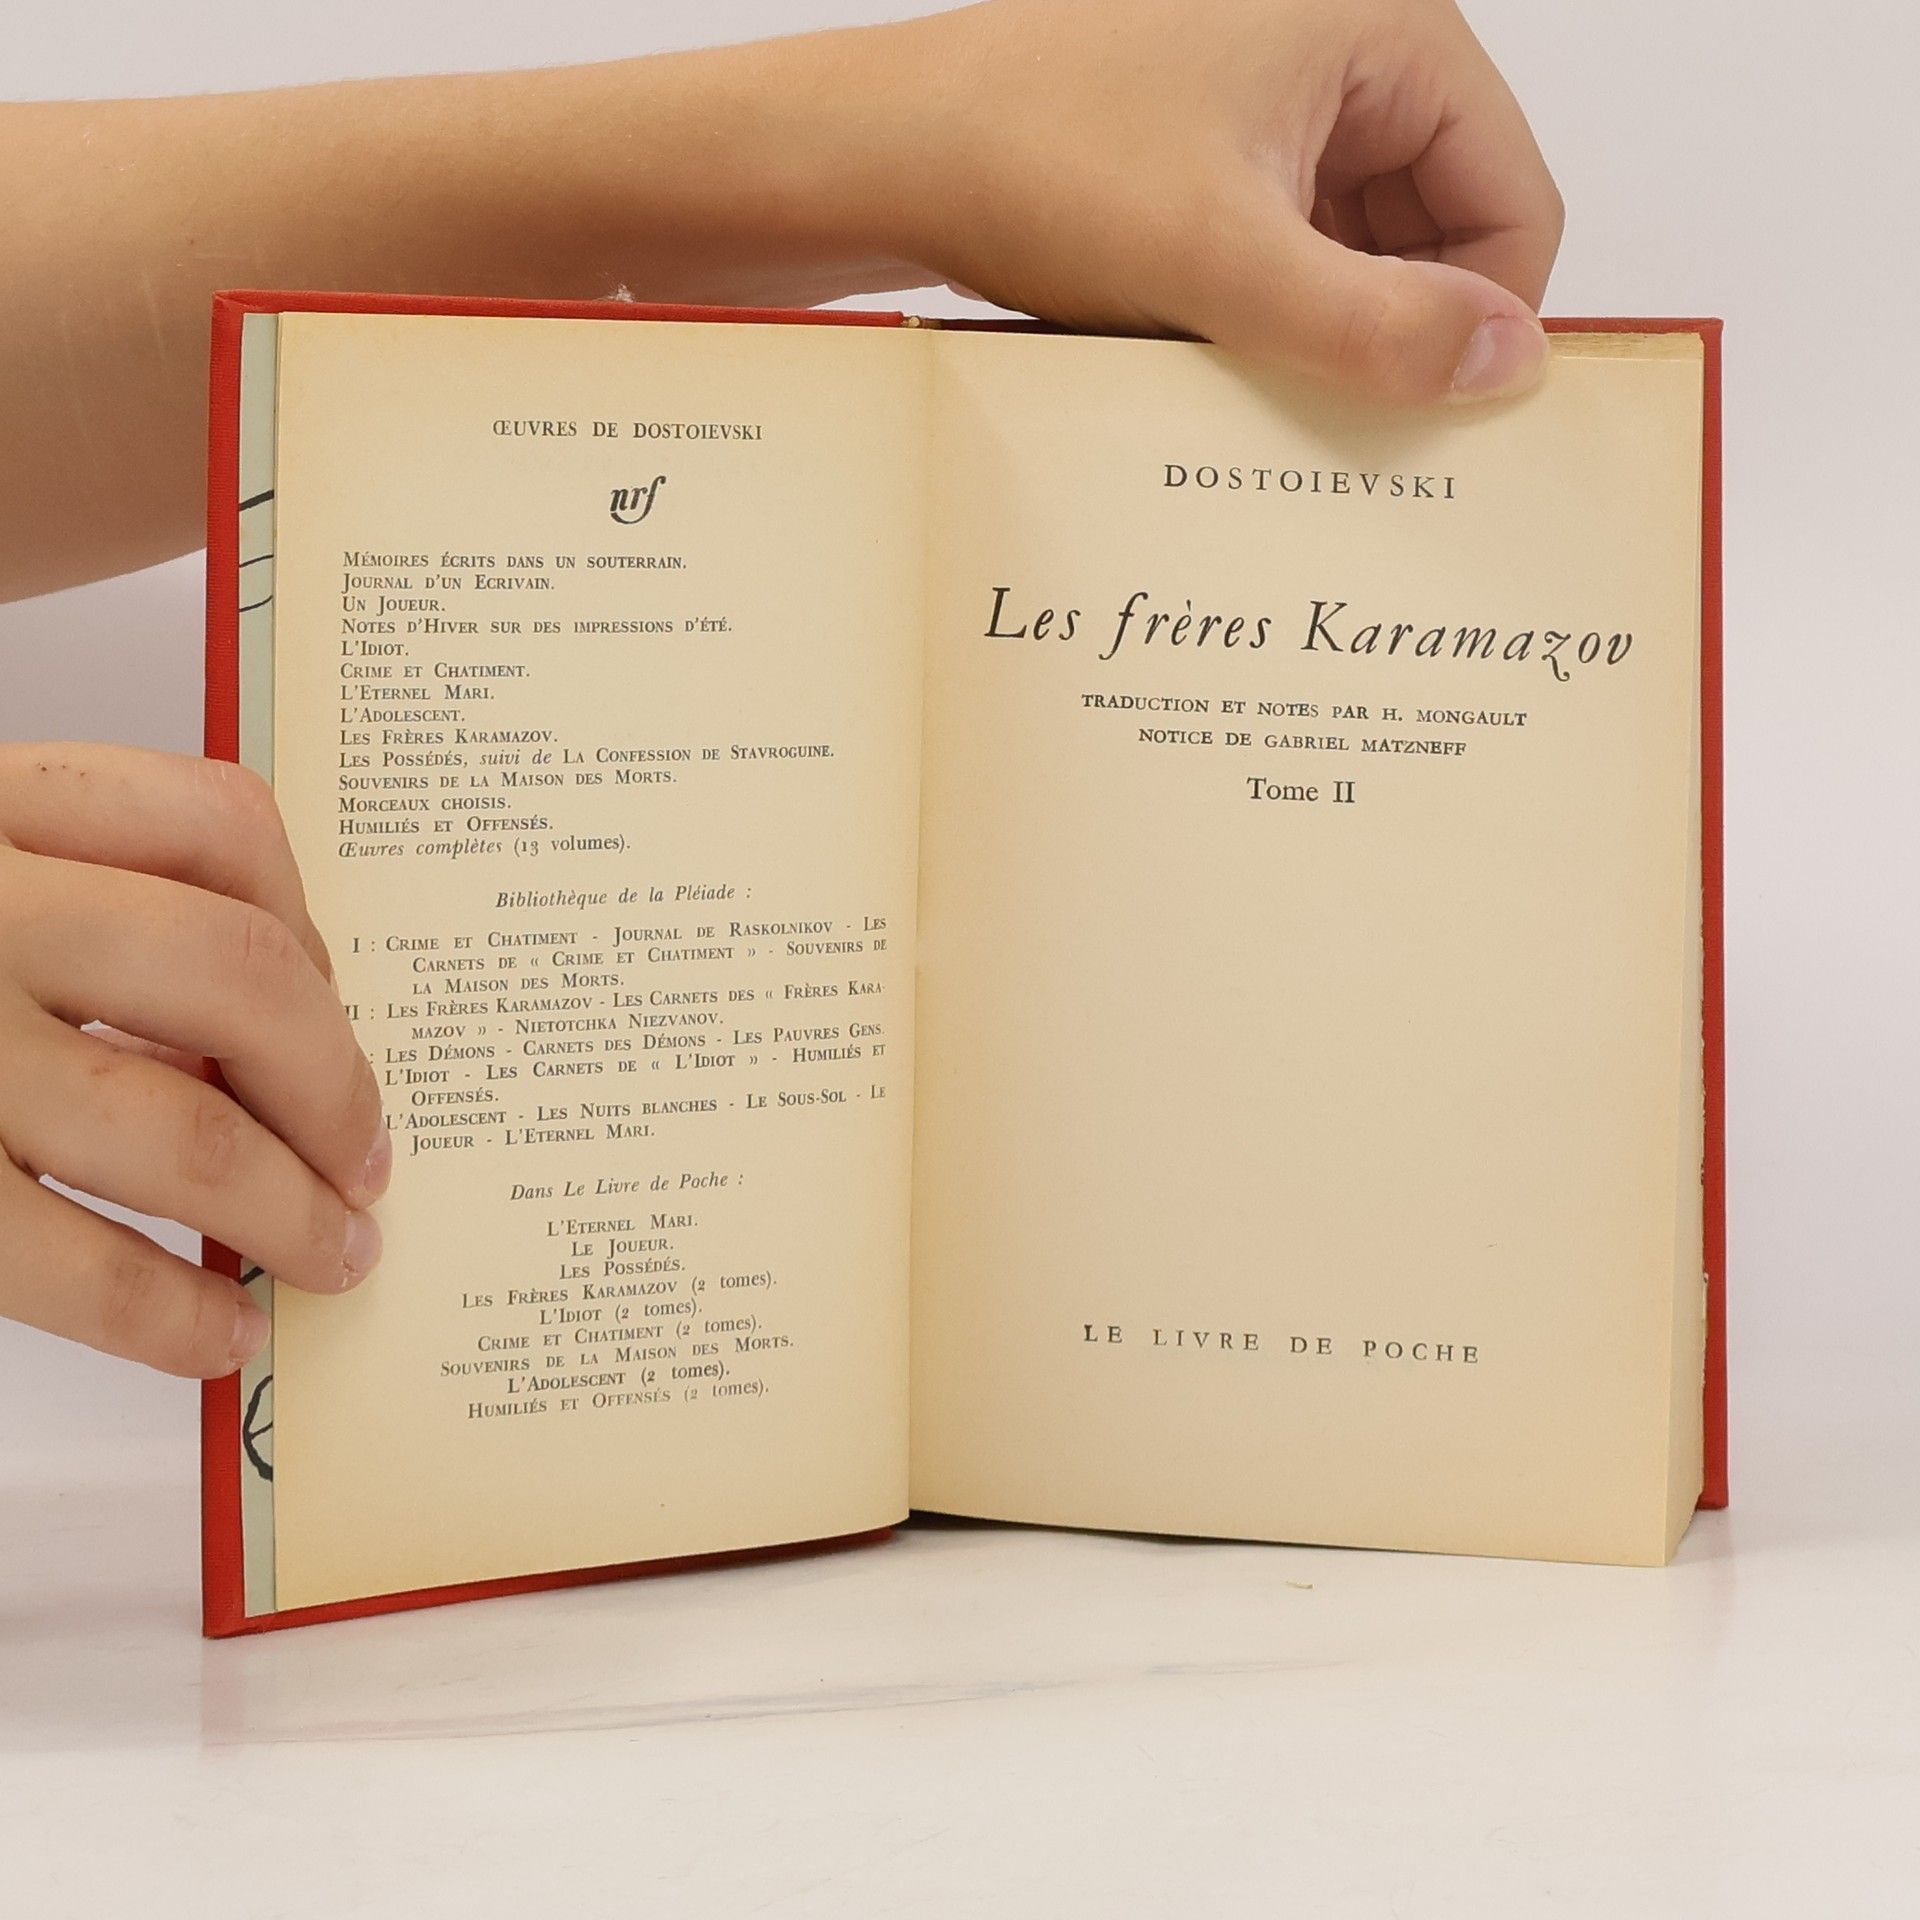 ŒUVRES DE DOSTOIEVSKI
nrf
MÉMOIRES ÉCRITS DANS UN SOUTERRAIN.
JOURNAL D'UN ECRIVAIN.
UN JOUEUR.
NOTES D'HIVER SUR DES IMPRESSIONS D'ÉTÉ.
L'IDIOT.
CRIME ET CHATIMENT.
L'ETERNEL MARI.
L'ADOLESCENT.
LES FRÈRES KARAMAZOV.
LES POSSÉDÉS, suivi de LA CONFESSION DE STAVROGUINE.
SOUVENIRS DE LA MAISON DES MORTS.
MORCEAUX CHOISIS.
HUMILIÉS ET OFFENSÉS.
Œuvres complètes (13 volumes).
Bibliothèque de la Pléiade :
I : CRIME ET CHATIMENT - JOURNAL DE RASKOLNIKOV - LES
CARNETS DE « CRIME ET CHATIMENT » - SOUVENIRS DE
LA MAISON DES MORTS.
II : LES FRÈRES KARAMAZOV - LES CARNETS DES « FRÈRES KARA-
MAZOV » - NIETOTCHKA NIEZVANOV.
: LES DÉMONS - CARNETS DES DÉMONS - LES PAUVRES GENS.
L'IDIOT - LES CARNETS DE « L'IDIOT » - HUMILIÉS ET
OFFENSÉS.
L'ADOLESCENT - LES NUITS BLANCHES - LE SOUS-SOL - LE
JOUEUR - L'ETERNEL MARI.
Dans Le Livre de Poche :
L'ETERNEL MARI.
LE JOUEUR.
LES POSSÉDÉS.
LES FRÈRES KARAMAZOV (2 tomes).
L'IDIOT (2 tomes).
CRIME ET CHATIMENT (2 tomes).
SOUVENIRS DE LA MAISON DES MORTS.
L'ADOLESCENT (2 tomes).
HUMILIÉS ET OFFENSÉS (2 tomes).
DOSTOIEVSKI
Les frères Karamazov
TRADUCTION ET NOTES PAR H. MONGAULT
NOTICE DE GABRIEL MATZNEFF
Tome II
LE LIVRE DE POCHE